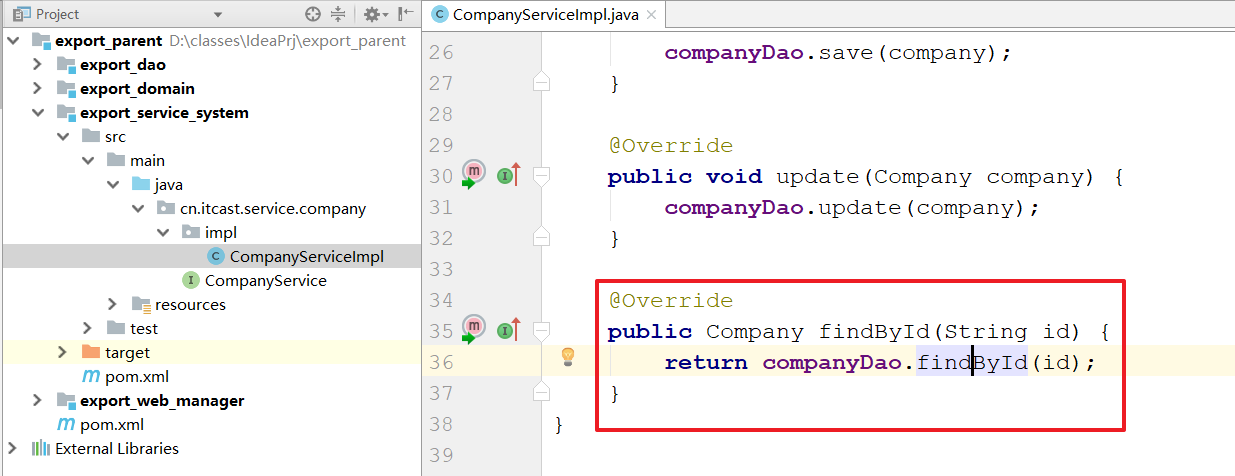 Project
export_parent D:\classes\IdeaPrj\export_parent
export_dao
export_domain
export_service_system
src
main
java
cn.itcast.service.company
impl
C CompanyServiceImpl
I CompanyService
resources
test
target
m pom.xml
export_web_manager
m pom.xml
External Libraries
C CompanyServiceImpl.java
26 companyDao.save(company);
27 }
28
29 @Override
30 m I public void update(Company company) {
31 companyDao.update(company);
32 }
33
34 @Override
35 m I public Company findById(String id) {
36 return companyDao.findById(id);
37 }
38 }
39